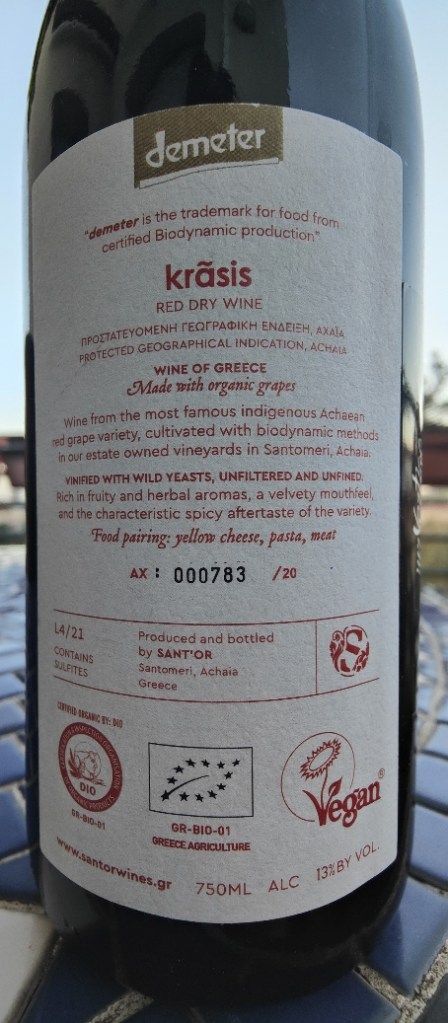 demeter
"demeter is the trademark for food from
certified Biodynamic production"
krãsis
RED DRY WINE
ΠΡΟΣΤΑΤΕΥΟΜΕΝΗ ΓΕΩΓΡΑΦΙΚΗ ΕΝΔΕΙΞΗ, ΑΧΑΪΑ
PROTECTED GEOGRAPHICAL INDICATION, ACHAIA
WINE OF GREECE
Made with organic grapes
Wine from the most famous indigenous Achaean
red grape variety, cultivated with biodynamic methods
in our estate owned vineyards in Santomeri, Achaia.
VINIFIED WITH WILD YEASTS, UNFILTERED AND UNFINED.
Rich in fruity and herbal aromas, a velvety mouthfeel,
and the characteristic spicy aftertaste of the variety.
Food pairing: yellow cheese, pasta, meat
AX : 000783 /20
L4/21
CONTAINS
SULFITES
Produced and bottled
by SANT'OR
Santomeri, Achaia
Greece
S
CERTIFIED ORGANIC BY: DIO
DIO
GR-BIO-01
GR-BIO-01
GREECE AGRICULTURE
Vegan®
www.santorwines.gr 750ML ALC 13% BY VOL.